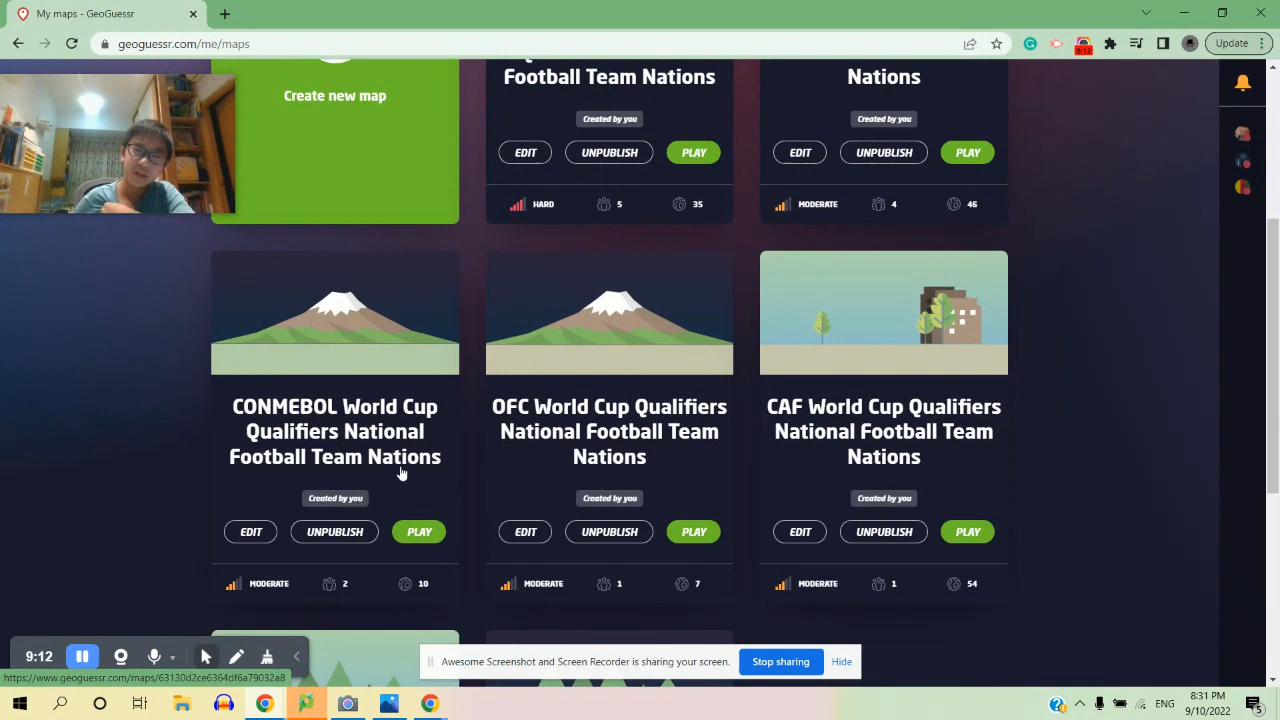 My maps - GeoGuessr
geoguessr.com/me/maps
9:12
Update
Create new map
Football Team Nations
Created by you
EDIT UNPUBLISH PLAY
HARD 5 35
Nations
Created by you
EDIT UNPUBLISH PLAY
MODERATE 4 46
CONMEBOL World Cup
Qualifiers National
Football Team Nations
Created by you
EDIT UNPUBLISH PLAY
MODERATE 2 10
OFC World Cup Qualifiers
National Football Team
Nations
Created by you
EDIT UNPUBLISH PLAY
MODERATE 1 7
CAF World Cup Qualifiers
National Football Team
Nations
Created by you
EDIT UNPUBLISH PLAY
MODERATE 1 54
9:12
Awesome Screenshot and Screen Recorder is sharing your screen. Stop sharing Hide
https://www.geoguessr.com/maps/63130d2ce6364df6a79032a8
ENG
8:31 PM
9/10/2022
5